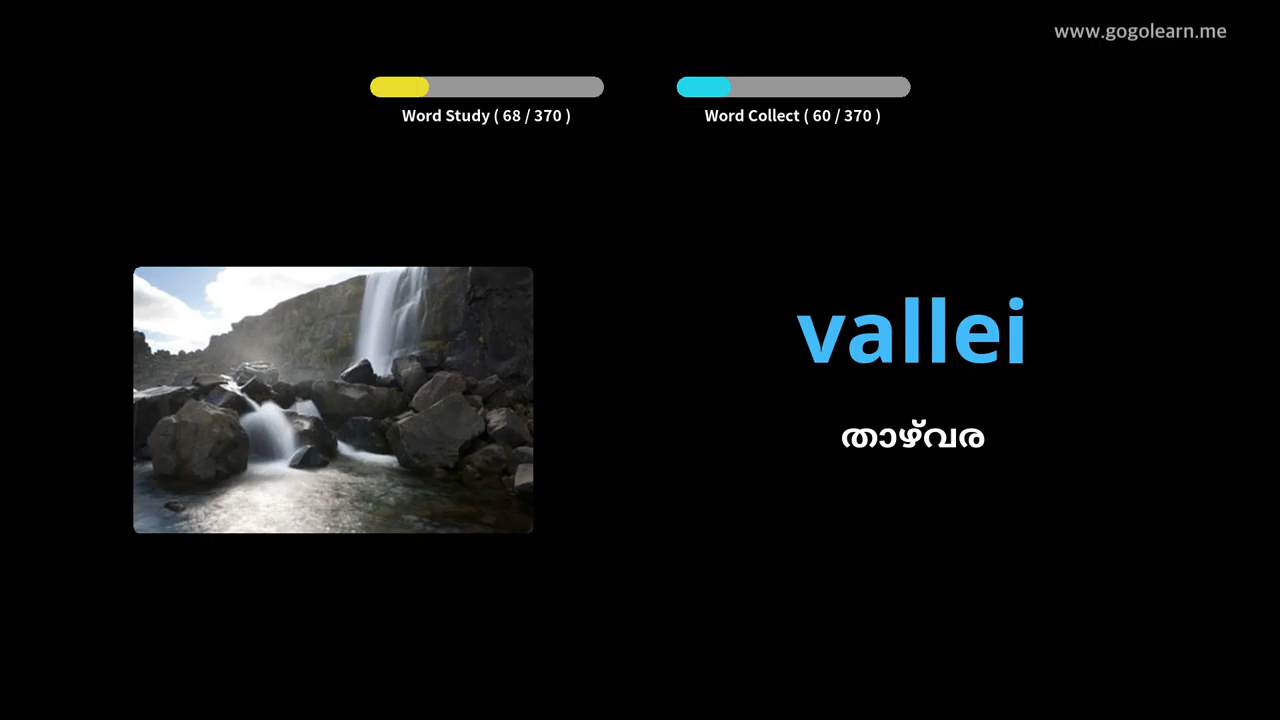 www.gogolearn.me
Word Study ( 68 / 370 )
Word Collect ( 60 / 370 )
vallei
താഴ്‌വര